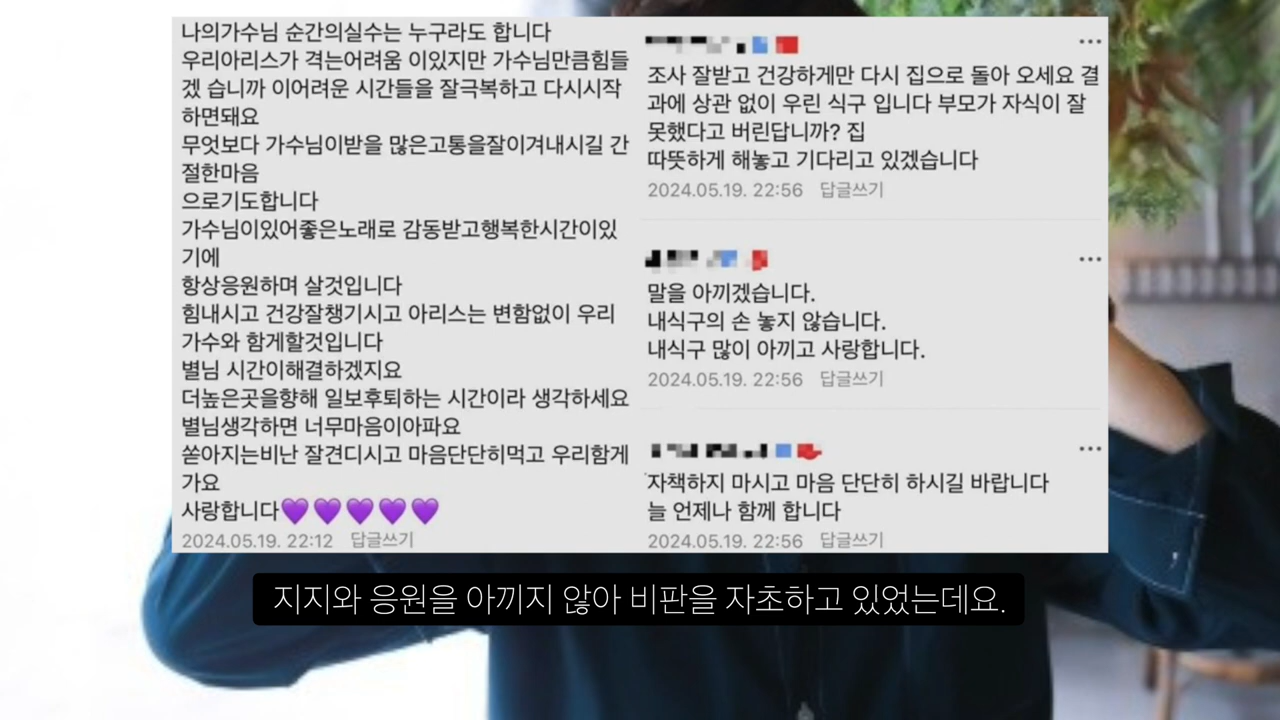 나의가수님 순간의실수는 누구라도 합니다
우리아리스가 격는어려움 이있지만 가수님만큼힘들
겠 습니까 이어려운 시간들을 잘극복하고 다시시작
하면돼요
무엇보다 가수님이받을 많은고통을잘이겨내시길 간
절한마음
으로기도합니다
가수님이있어좋은노래로 감동받고행복한시간이있
기에
항상응원하며 살것입니다
힘내시고 건강잘챙기시고 아리스는 변함없이 우리
가수와 함게할것입니다
별님 시간이해결하겠지요
더높은곳을향해 일보후퇴하는 시간이라 생각하세요
별님생각하면 너무마음이아파요
쏟아지는비난 잘견디시고 마음단단히먹고 우리함게
가요
사랑합니다💜💜💜💜💜
2024.05.19. 22:12 답글쓰기
조사 잘받고 건강하게만 다시 집으로 돌아 오세요 결
과에 상관 없이 우린 식구 입니다 부모가 자식이 잘
못했다고 버린답니까? 집
따뜻하게 해놓고 기다리고 있겠습니다
2024.05.19. 22:56 답글쓰기
말을 아끼겠습니다.
내식구의 손 놓지 않습니다.
내식구 많이 아끼고 사랑합니다.
2024.05.19. 22:56 답글쓰기
자책하지 마시고 마음 단단히 하시길 바랍니다
늘 언제나 함께 합니다
2024.05.19. 22:56 답글쓰기
지지와 응원을 아끼지 않아 비판을 자초하고 있었는데요.